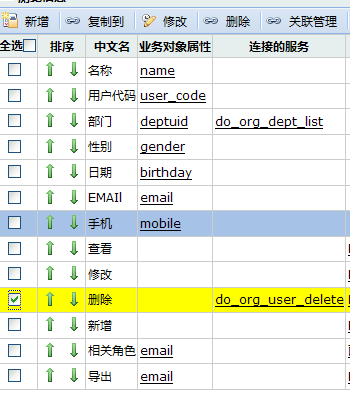 新增 复制到 修改 删除 关联管理
全选 排序 中文名 业务对象属性 连接的服务
名称 name
用户代码 user_code
部门 deptuid do_org_dept_list
性别 gender
日期 birthday
EMAIl email
手机 mobile
查看
修改
删除 do_org_user_delete
新增
相关角色 email
导出 email